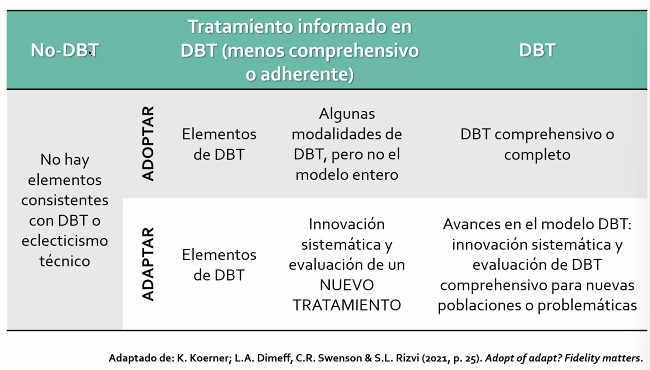 No-DBT
Tratamiento informado en
DBT (menos comprehensivo
o adherente)
DBT
No hay
elementos
consistentes
con DBT o
eclecticismo
técnico
ADOPTAR
Elementos
de DBT
Algunas
modalidades de
DBT, pero no el
modelo entero
DBT comprehensivo o
completo
ADAPTAR
Elementos
de DBT
Innovación
sistemática y
evaluación de un
NUEVO
TRATAMIENTO
Avances en el modelo DBT:
innovación sistemática y
evaluación de DBT
comprehensivo para nuevas
poblaciones o problemáticas
Adaptado de: K. Koerner; L.A. Dimeff, C.R. Swenson & S.L. Rizvi (2021, p. 25). Adopt of adapt? Fidelity matters.